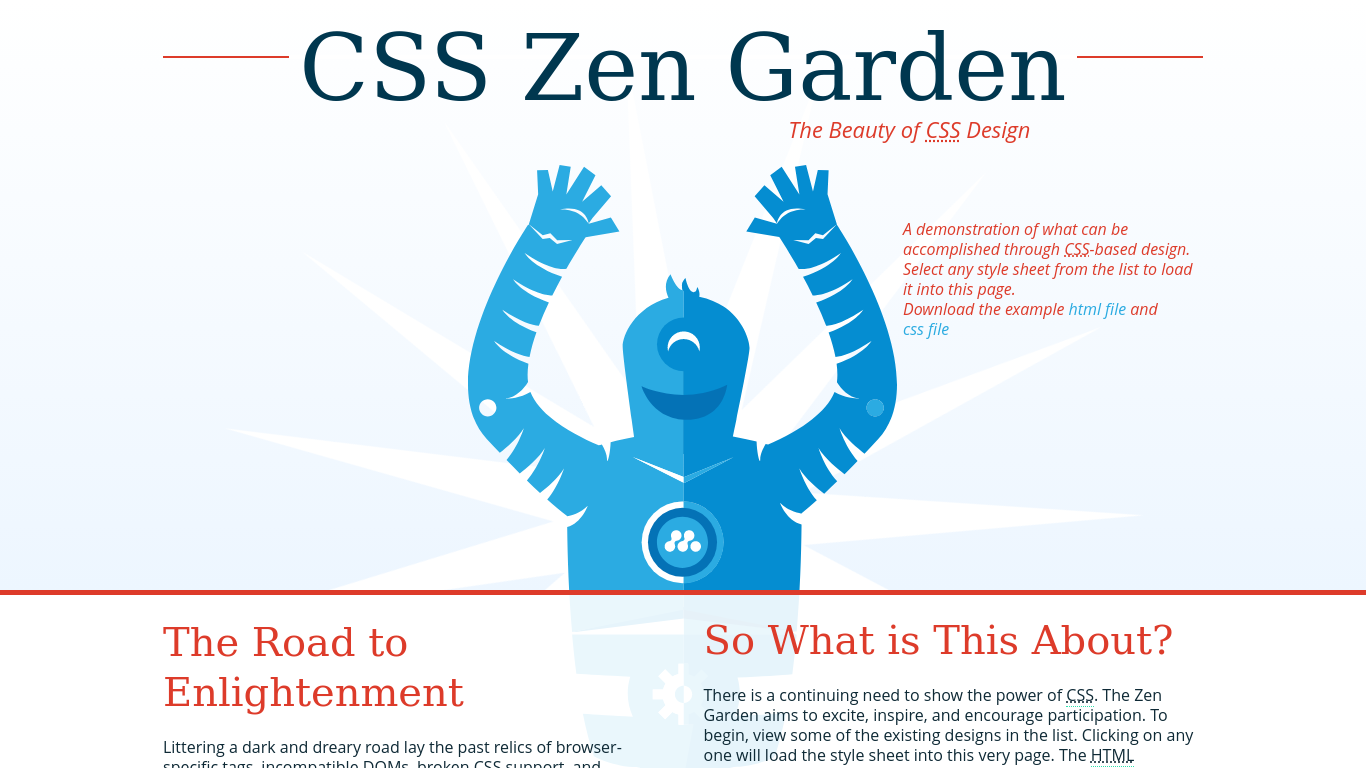 CSS Zen Garden
The Beauty of CSS Design
A demonstration of what can be
accomplished through CSS-based design.
Select any style sheet from the list to load
it into this page.
Download the example html file and
css file
The Road to
Enlightenment
Littering a dark and dreary road lay the past relics of browser-
specific tags, incompatible DOMs, broken CSS support, and
So What is This About?
There is a continuing need to show the power of CSS. The Zen
Garden aims to excite, inspire, and encourage participation. To
begin, view some of the existing designs in the list. Clicking on any
one will load the style sheet into this very page. The HTML